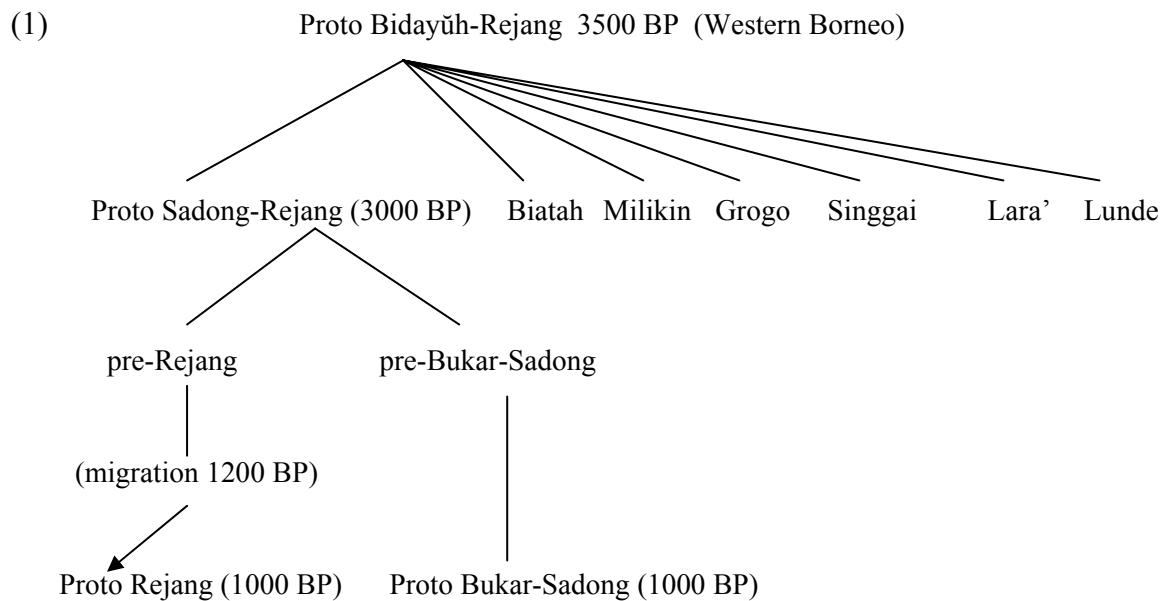 (1) Proto Bidayŭh-Rejang 3500 BP (Western Borneo)
Proto Sadong-Rejang (3000 BP) Biatah Milikin Grogo Singgai Lara’ Lunde
pre-Rejang pre-Bukar-Sadong
(migration 1200 BP)
Proto Rejang (1000 BP) Proto Bukar-Sadong (1000 BP)